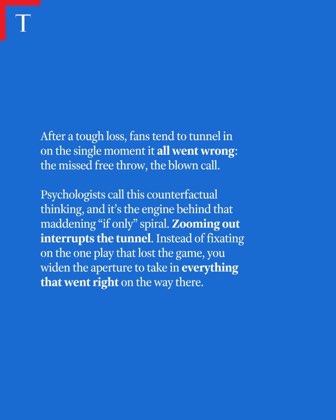 T
After a tough loss, fans tend to tunnel in
on the single moment it all went wrong:
the missed free throw, the blown call.
Psychologists call this counterfactual
thinking, and it's the engine behind that
maddening “if only” spiral. Zooming out
interrupts the tunnel. Instead of fixating
on the one play that lost the game, you
widen the aperture to take in everything
that went right on the way there.